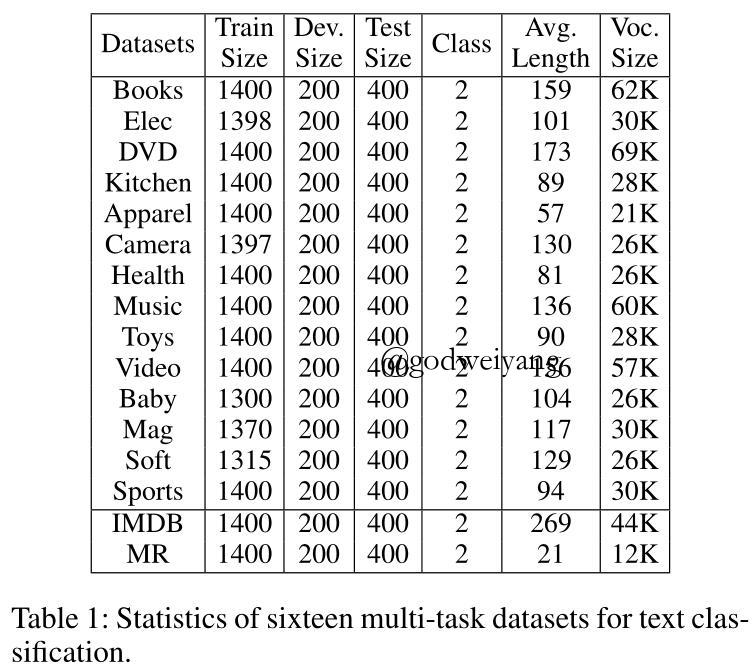 Datasets Train Size Dev. Size Test Size Class Avg. Length Voc. Size
Books 1400 200 400 2 159 62K
Elec 1398 200 400 2 101 30K
DVD 1400 200 400 2 173 69K
Kitchen 1400 200 400 2 89 28K
Apparel 1400 200 400 2 57 21K
Camera 1397 200 400 2 130 26K
Health 1400 200 400 2 81 26K
Music 1400 200 400 2 136 60K
Toys 1400 200 400 2 90 28K
@godweiyang
Video 1400 200 400 2 156 57K
Baby 1300 200 400 2 104 26K
Mag 1370 200 400 2 117 30K
Soft 1315 200 400 2 129 26K
Sports 1400 200 400 2 94 30K
IMDB 1400 200 400 2 269 44K
MR 1400 200 400 2 21 12K
Table 1: Statistics of sixteen multi-task datasets for text clas-
sification.